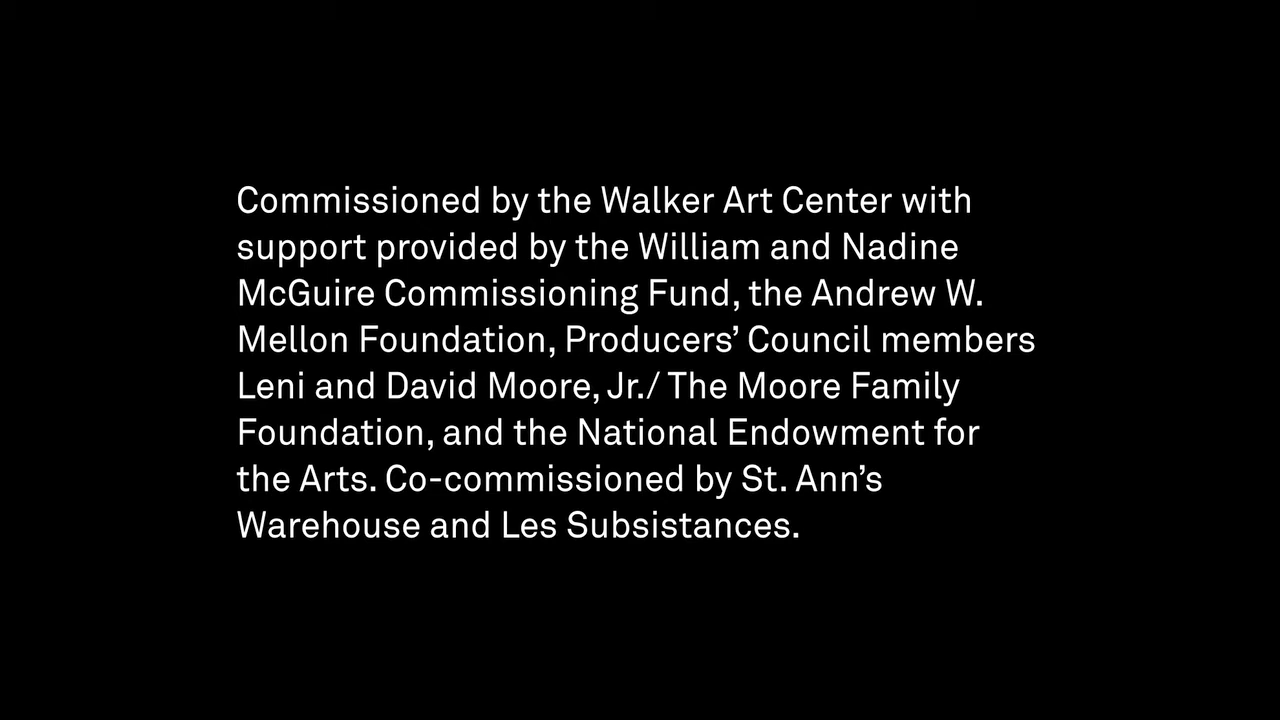 Commissioned by the Walker Art Center with
support provided by the William and Nadine
McGuire Commissioning Fund, the Andrew W.
Mellon Foundation, Producers’ Council members
Leni and David Moore, Jr./ The Moore Family
Foundation, and the National Endowment for
the Arts. Co-commissioned by St. Ann’s
Warehouse and Les Subsistances.